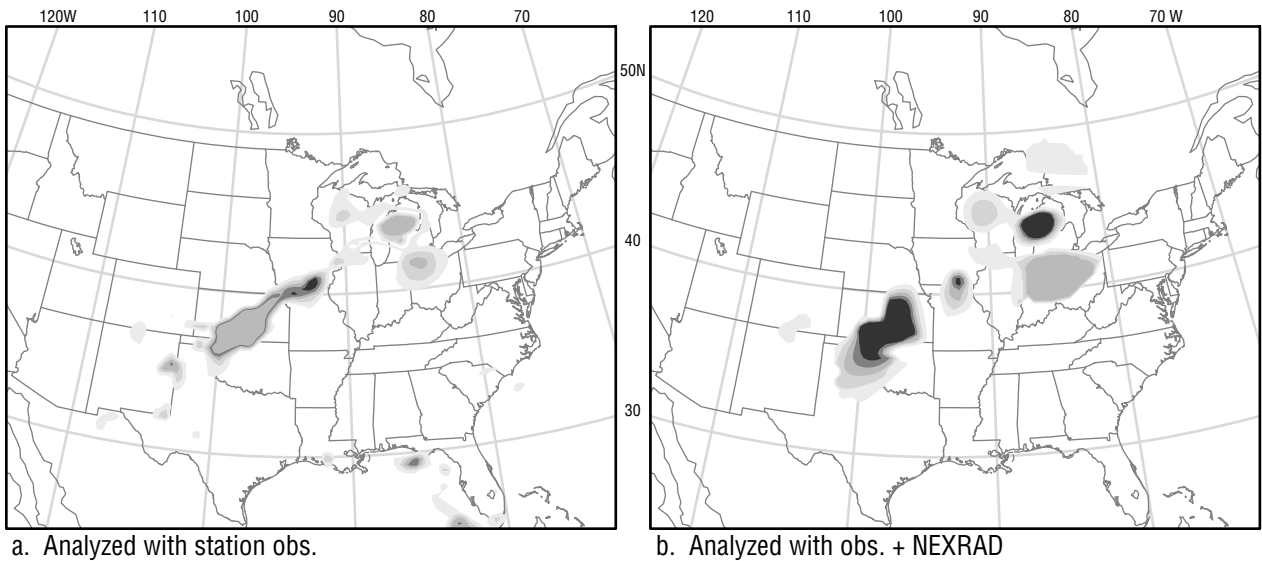 120W 110 100 90 80 70 120 110 100 90 80 70 W
50N
40
30
a. Analyzed with station obs. b. Analyzed with obs. + NEXRAD